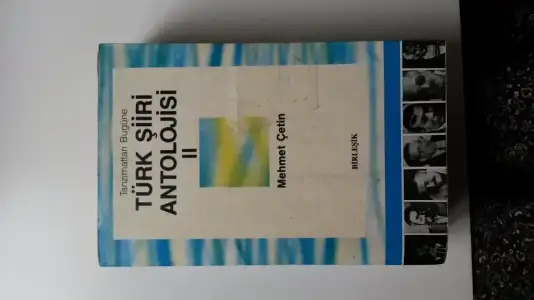 Tanzimattan Bugüne
TÜRK ŞİİRİ
ANTOLOJİSİ
II
Mehmet Çetin
BİRLEŞİK